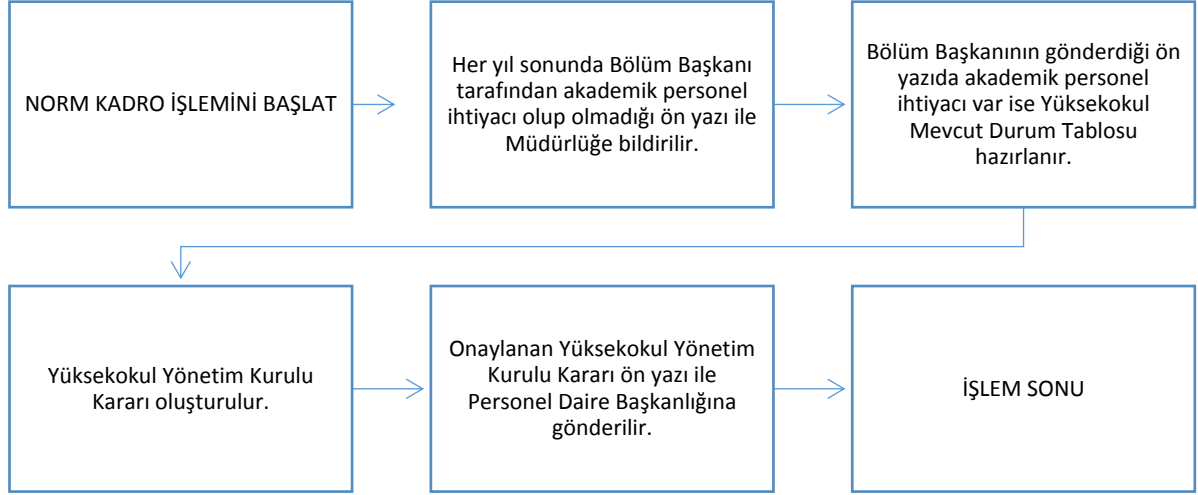 NORM KADRO İŞLEMİNİ BAŞLAT
Her yıl sonunda Bölüm Başkanı
tarafından akademik personel
ihtiyacı olup olmadığı ön yazı ile
Müdürlüğe bildirilir.
Bölüm Başkanının gönderdiği ön
yazıda akademik personel
ihtiyacı var ise Yüksekokul
Mevcut Durum Tablosu
hazırlanır.
Yüksekokul Yönetim Kurulu
Kararı oluşturulur.
Onaylanan Yüksekokul Yönetim
Kurulu Kararı ön yazı ile
Personel Daire Başkanlığına
gönderilir.
İŞLEM SONU